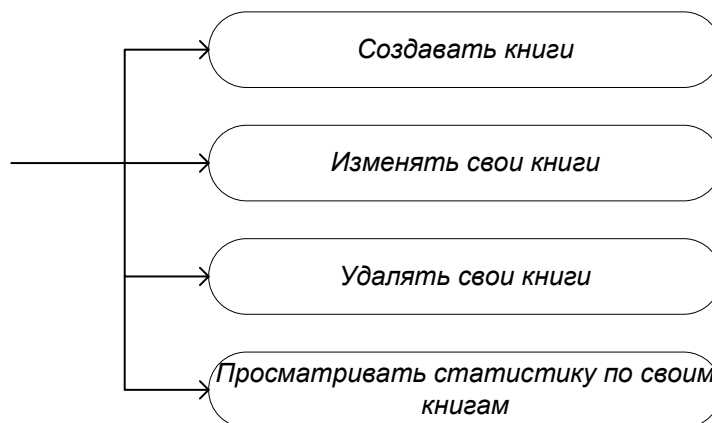 Создавать книги
Изменять свои книги
Удалять свои книги
Просматривать статистику по своим
книгам